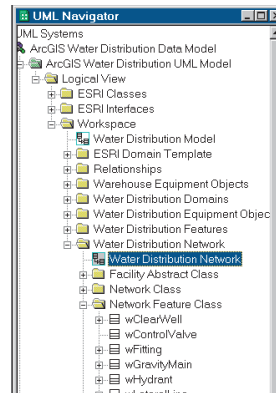 UML Navigator
UML Systems
ArcGIS Water Distribution Data Model
ArcGIS Water Distribution UML Model
Logical View
ESRI Classes
ESRI Interfaces
Workspace
Water Distribution Model
ESRI Domain Template
Relationships
Warehouse Equipment Objects
Water Distribution Domains
Water Distribution Equipment Objec
Water Distribution Features
Water Distribution Network
Water Distribution Network
Facility Abstract Class
Network Class
Network Feature Class
wClearWell
wControlValve
wFitting
wGravityMain
wHydrant
wLateralLine